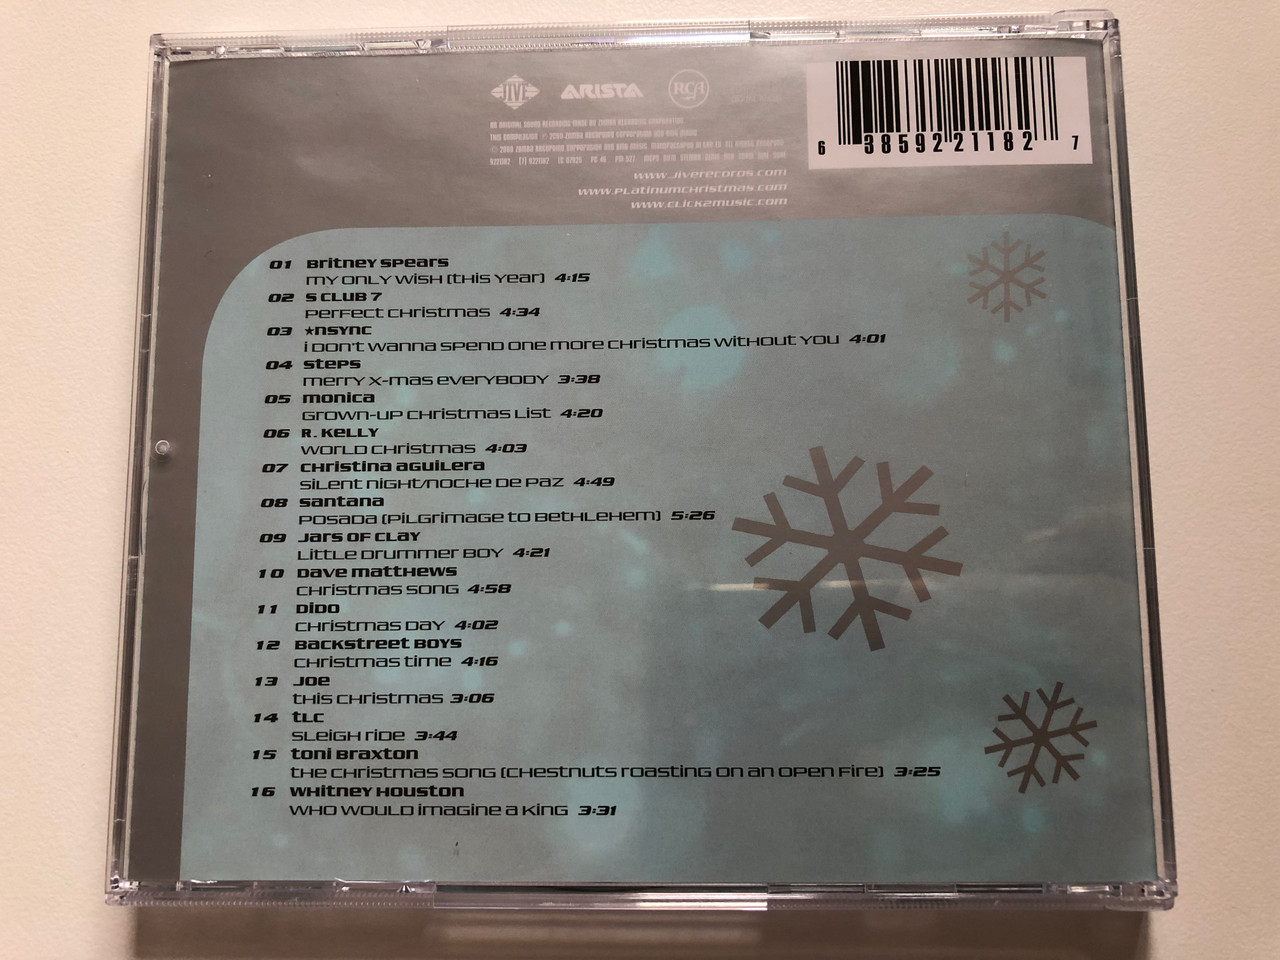 JIVE
ARISTA
RCA
6 38592 21182 7
www.jiverecords.com
www.platinumchristmas.com
www.click2music.com
01 Britney Spears
My Only Wish (This Year) 4:15
02 S Club 7
Perfect Christmas 4:34
03 *NSYNC
I Don't Wanna Spend One More Christmas Without You 4:01
04 Steps
Merry X-mas Everybody 3:38
05 Monica
Grown-Up Christmas List 4:20
06 R. Kelly
World Christmas 4:03
07 Christina Aguilera
Silent Night/Noche De Paz 4:49
08 Santana
Posada (Pilgrimage to Bethlehem) 5:26
09 Jars of Clay
Little Drummer Boy 4:21
10 Dave Matthews
Christmas Song 4:58
11 Dido
Christmas Day 4:02
12 Backstreet Boys
Christmas Time 4:16
13 Joe
This Christmas 3:06
14 TLC
Sleigh Ride 3:44
15 Toni Braxton
The Christmas Song (Chestnuts Roasting On An Open Fire) 3:25
16 Whitney Houston
Who Would Imagine A King 3:31